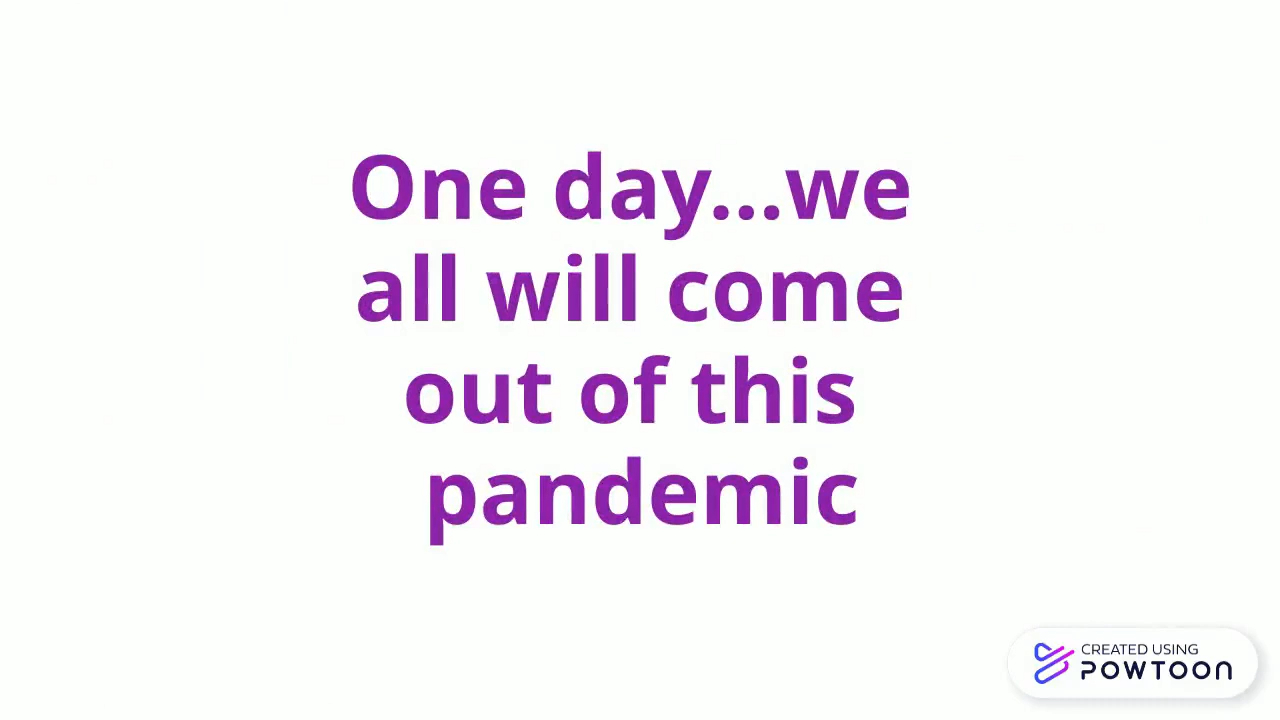 One day...we
all will come
out of this
pandemic
CREATED USING
POWTOON